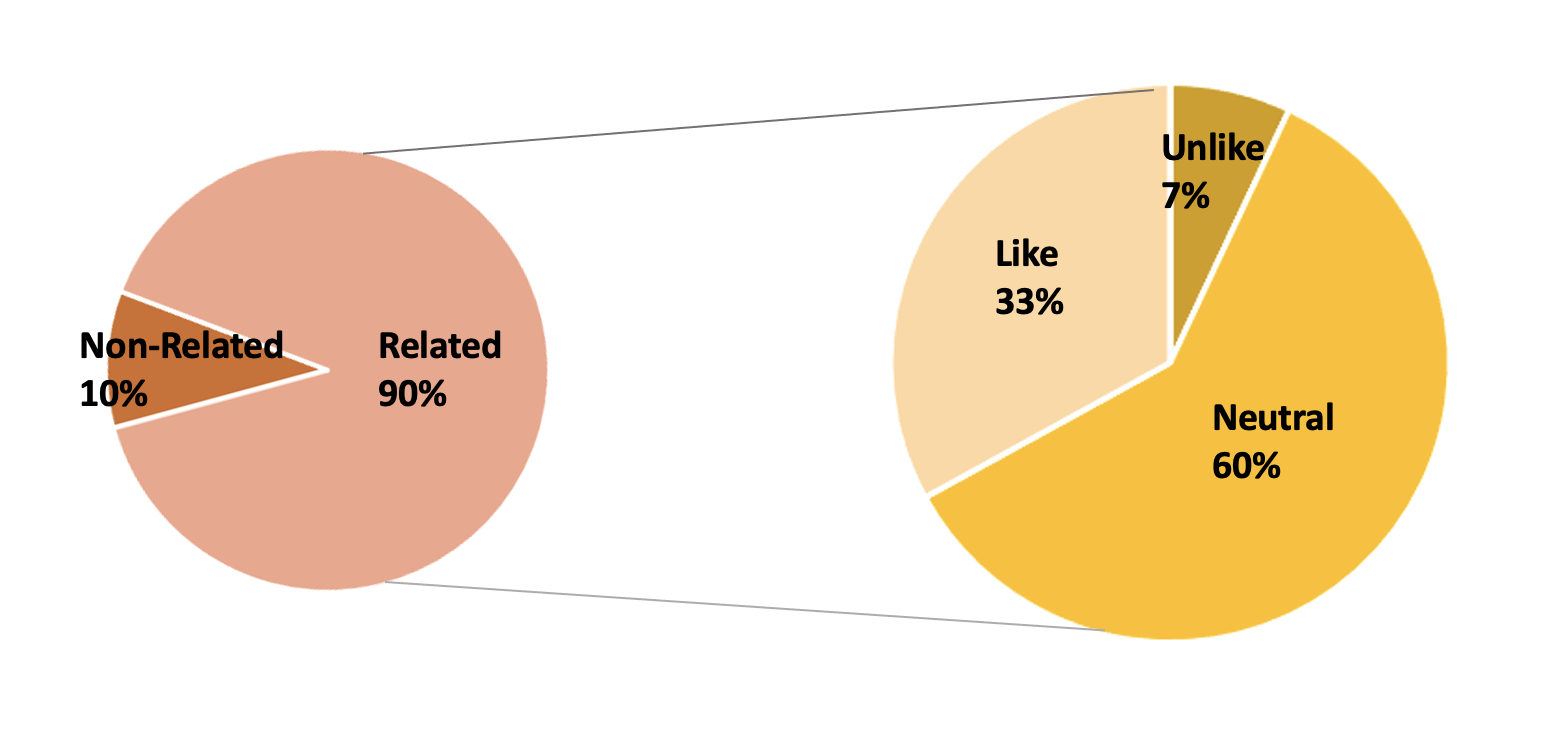 Non-Related
10%
Related
90%
Like
33%
Unlike
7%
Neutral
60%